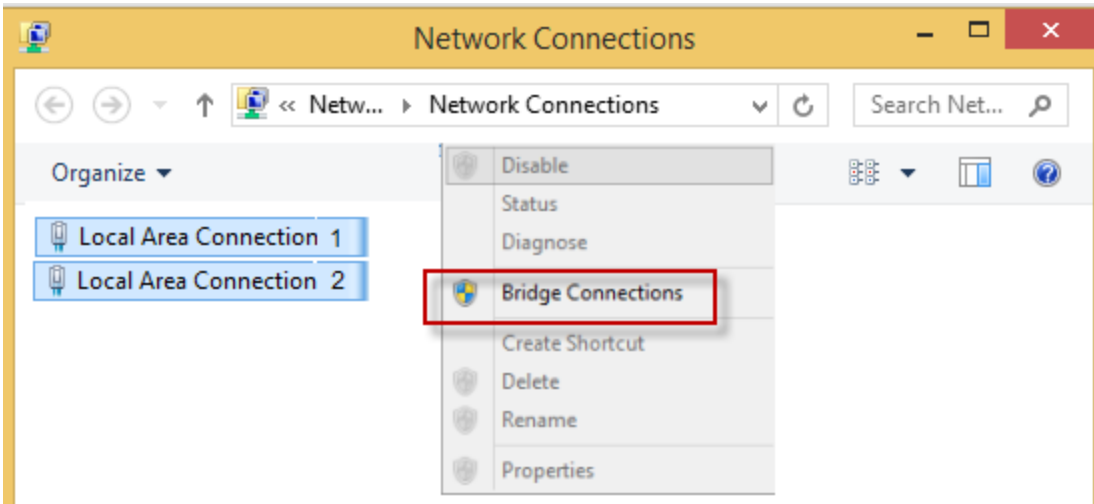 Network Connections
« Netw... Network Connections Search Net...
Organize
Disable
Status
Local Area Connection 1
Diagnose
Local Area Connection 2
Bridge Connections
Create Shortcut
Delete
Rename
Properties